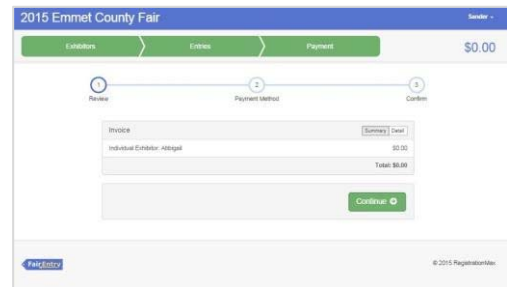 2015 Emmet County Fair
Sander
Exhibitors
Entries
Payment
$0.00
1
2
3
Review
Payment Method
Confirm
Invoice
Summary
Detail
Individual Exhibitor: Abbigail
$0.00
Total: $0.00
Continue
FairEntry
© 2015 RegistrationMax